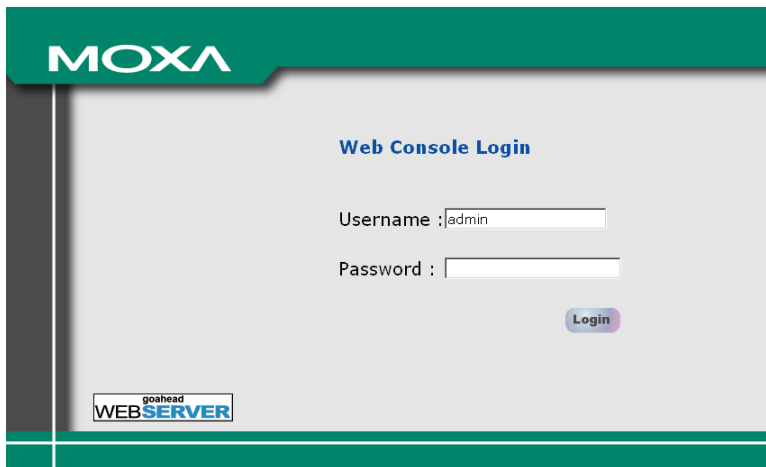 MOXA
Web Console Login
Username : admin
Password :
Login
goahead
WEBSERVER